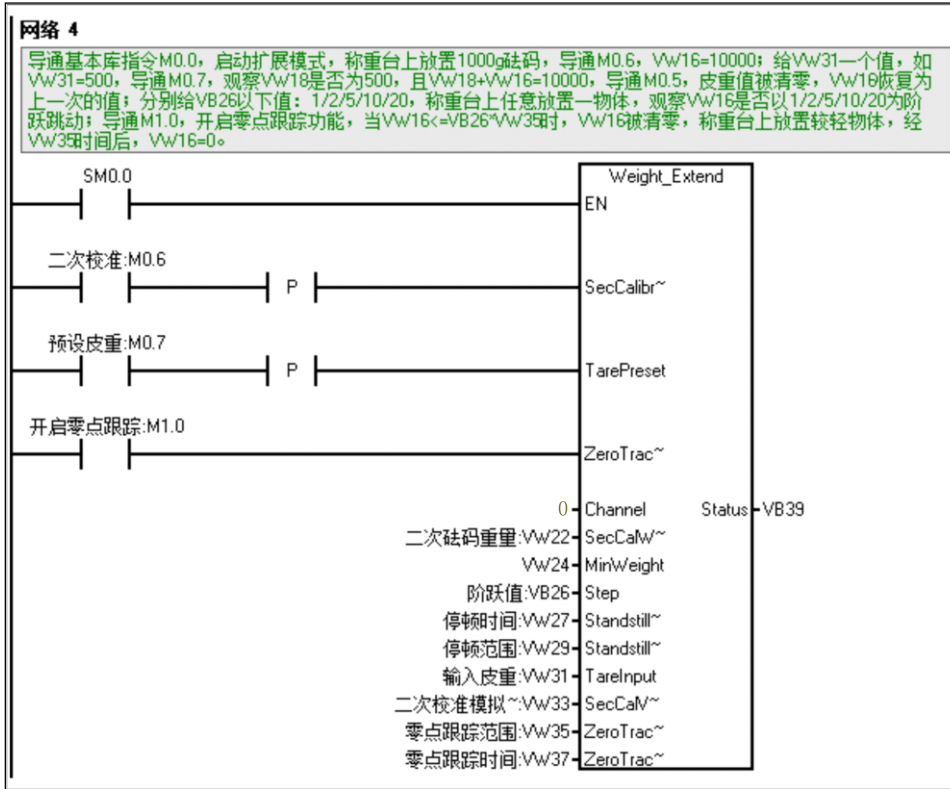 网络 4
导通基本库指令M0.0，启动扩展模式，称重台上放置1000g砝码，导通M0.6，VW16=10000；给VW31一个值，如
VW31=500，导通M0.7，观察VW18是否为500，且VW18+VW16=10000，导通M0.5，皮重值被清零，VW16恢复为
上一次的值；分别给VB26以下值：1/2/5/10/20，称重台上任意放置一物体，观察VW16是否以1/2/5/10/20为阶
跃跳动；导通M1.0，开启零点跟踪功能，当VW16<=VB26*VW35时，VW16被清零，称重台上放置较轻物体，经
VW35时间后，VW16=0。
SM0.0
Weight_Extend
EN
二次校准:M0.6
P
SecCalibr~
预设皮重:M0.7
P
TarePreset
开启零点跟踪:M1.0
ZeroTrac~
0 Channel Status VB39
二次砝码重量:VW22 SecCalW~
VW24 MinWeight
阶跃值:VB26 Step
停顿时间:VW27 Standstill~
停顿范围:VW29 Standstill~
输入皮重:VW31 TareInput
二次校准模拟~:VW33 SecCalV~
零点跟踪范围:VW35 ZeroTrac~
零点跟踪时间:VW37 ZeroTrac~